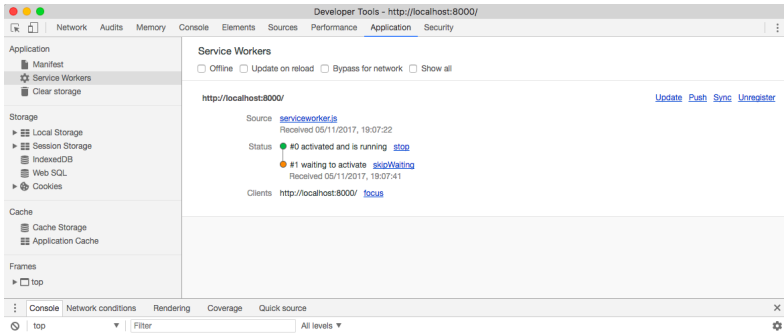 Developer Tools - http://localhost:8000/
Network Audits Memory Console Elements Sources Performance Application Security
Application
Manifest
Service Workers
Clear storage
Storage
Local Storage
Session Storage
IndexedDB
Web SQL
Cookies
Cache
Cache Storage
Application Cache
Frames
top
Service Workers
Offline Update on reload Bypass for network Show all
http://localhost:8000/ Update Push Sync Unregister
Source serviceworker.js
Received 05/11/2017, 19:07:22
Status #0 activated and is running stop
#1 waiting to activate skipWaiting
Received 05/11/2017, 19:07:41
Clients http://localhost:8000/ focus
Console Network conditions Rendering Coverage Quick source
top Filter All levels